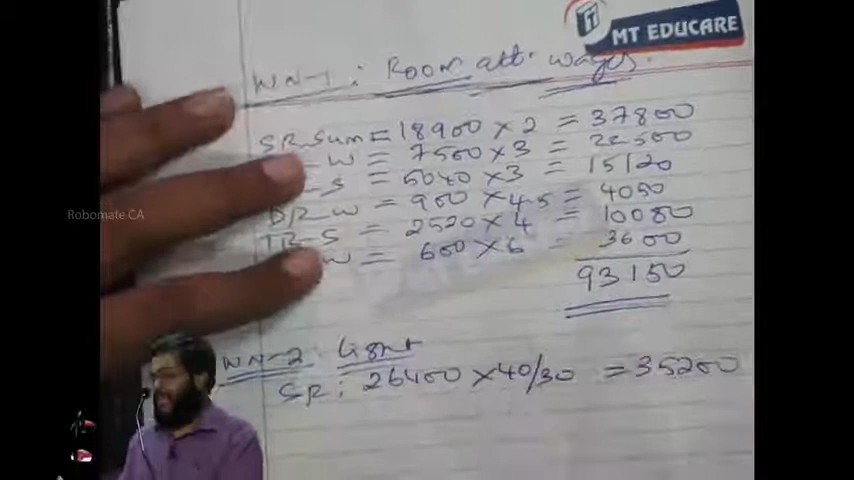 MT EDUCARE
WN-1 : Room att. wages.
SR-Sum = 18900 × 2 = 37800
W = 7500 × 3 = 22500
S = 5040 × 3 = 15120
DR-W = 900 × 4.5 = 4050
TR-S = 2520 × 4 = 10080
W = 600 × 6 = 3600
93150
Robomate CA
WN-2 : Light
SR : 26400 × 40/30 = 35200